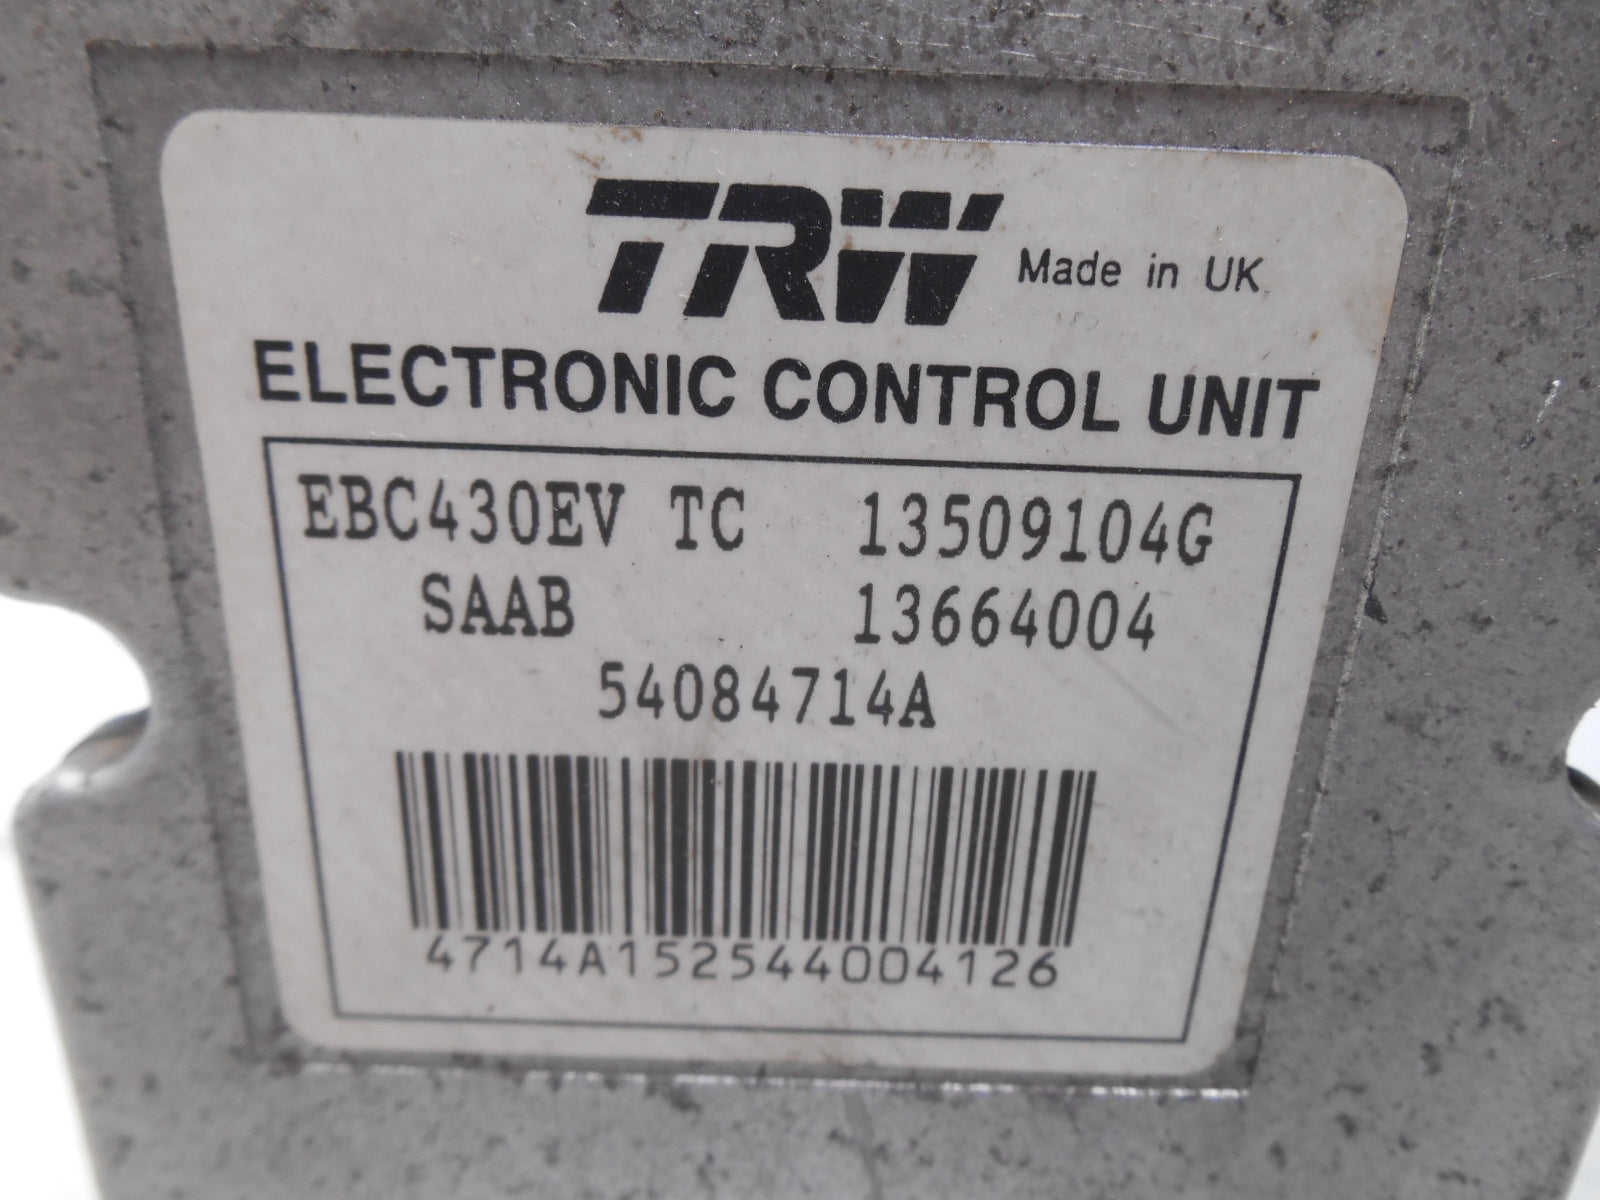 TRW Made in UK
ELECTRONIC CONTROL UNIT
EBC430EV TC 13509104G
SAAB 13664004
54084714A
4714A152544004126